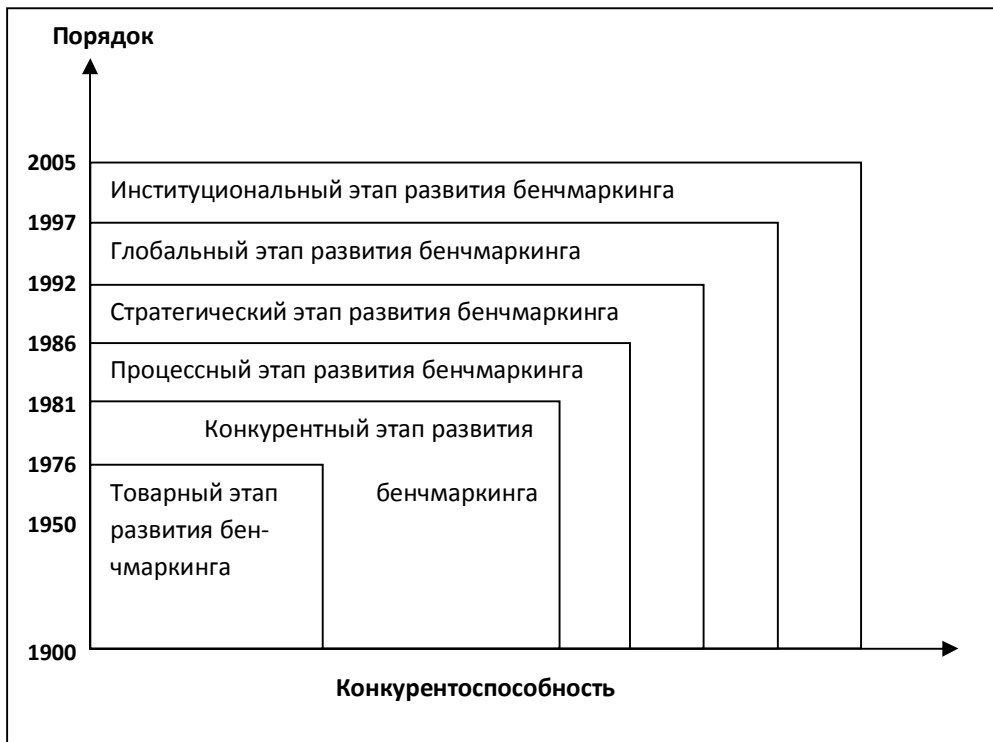 Порядок
2005
Институциональный этап развития бенчмаркинга
1997
Глобальный этап развития бенчмаркинга
1992
Стратегический этап развития бенчмаркинга
1986
Процессный этап развития бенчмаркинга
1981
Конкурентный этап развития
бенчмаркинга
1976
Товарный этап
развития бен-
чмаркинга
1950
1900
Конкурентоспособность